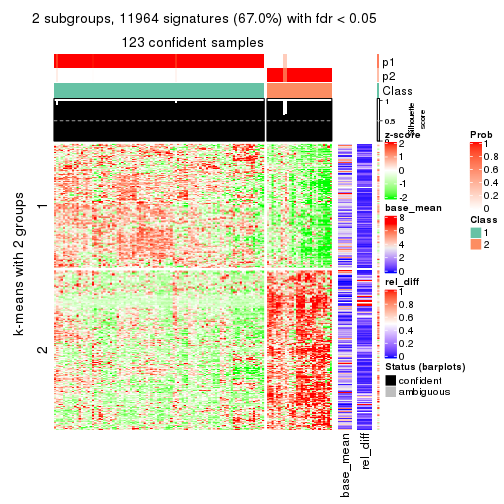 2 subgroups, 11964 signatures (67.0%) with fdr < 0.05
123 confident samples
p1
p2
Class
1
0.5
Silhouette
score
k-means with 2 groups
1
2
z-score
2
1
0
-1
-2
base_mean
8
6
4
2
0
rel_diff
1
0.8
0.6
0.4
0.2
0
Status (barplots)
confident
ambiguous
Prob
1
0.8
0.6
0.4
0.2
0
Class
1
2
base_mean
rel_diff